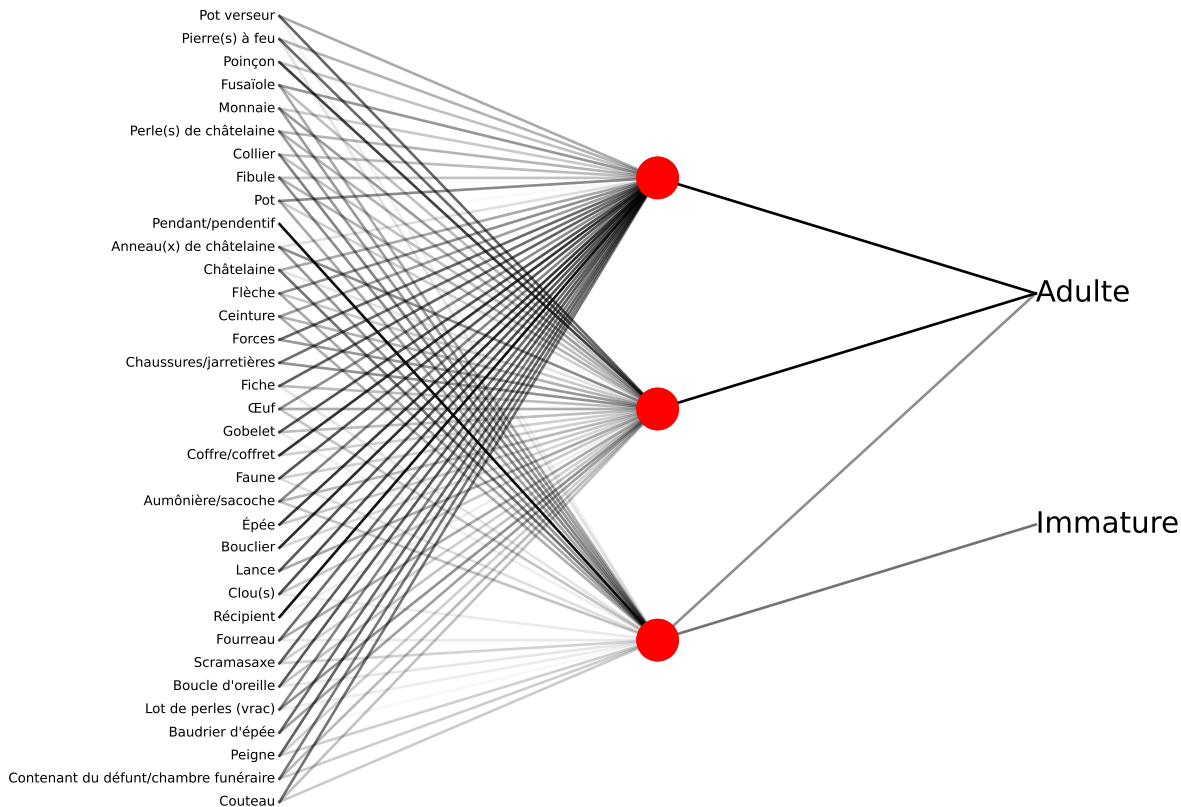 Pot verseur
Pierre(s) à feu
Poinçon
Fusaïole
Monnaie
Perle(s) de châtelaine
Collier
Fibule
Pot
Pendant/pendentif
Anneau(x) de châtelaine
Châtelaine
Flèche
Ceinture
Forces
Chaussures/jarretières
Fiche
Œuf
Gobelet
Coffre/coffret
Faune
Aumônière/sacoche
Épée
Bouclier
Lance
Clou(s)
Récipient
Fourreau
Scramasaxe
Boucle d'oreille
Lot de perles (vrac)
Baudrier d'épée
Peigne
Contenant du défunt/chambre funéraire
Couteau
Adulte
Immature